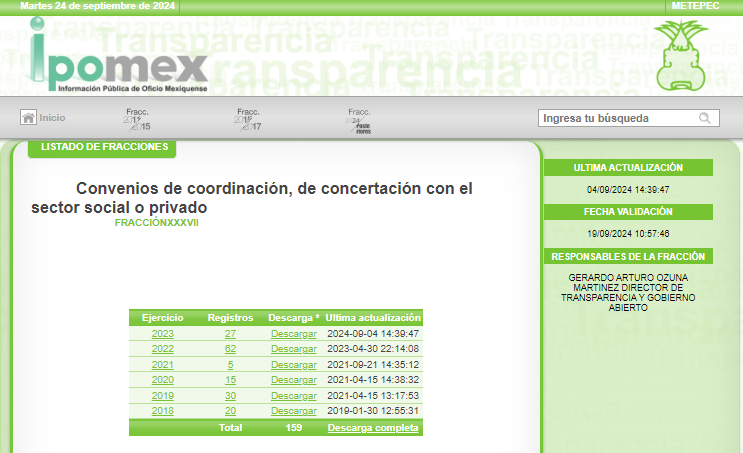 Martes 24 de septiembre de 2024
METEPEC
Transparencia
Transparencia
ipomex
Información Pública de Oficio Mexiquense
Inicio
Fracc.
Fracc.
Fracc.
Ingresa tu búsqueda
LISTADO DE FRACCIONES
Convenios de coordinación, de concertación con el
sector social o privado
FRACCIÓNXXXVII
Ejercicio Registros Descarga * Ultima actualización
2023 27 Descargar 2024-09-04 14:39:47
2022 62 Descargar 2023-04-30 22:14:08
2021 5 Descargar 2021-09-21 14:35:12
2020 15 Descargar 2021-04-15 14:38:32
2019 30 Descargar 2021-04-15 13:17:53
2018 20 Descargar 2019-01-30 12:55:31
Total 159 Descarga completa
ULTIMA ACTUALIZACIÓN
04/09/2024 14:39:47
FECHA VALIDACIÓN
19/09/2024 10:57:46
RESPONSABLES DE LA FRACCIÓN
GERARDO ARTURO OZUNA
MARTINEZ DIRECTOR DE
TRANSPARENCIA Y GOBIERNO
ABIERTO